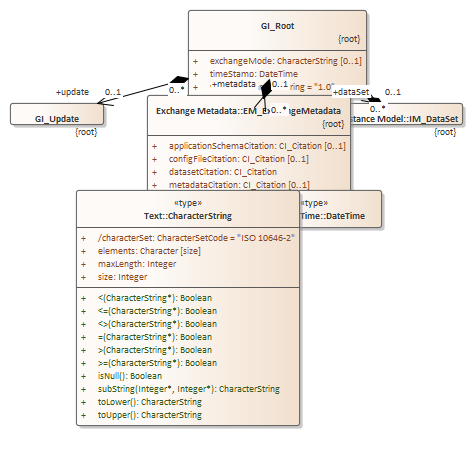 GI_Root
{root}
+ exchangeMode: CharacterString [0..1]
+ timeStamp: DateTime
ring = "1.0"
+metadata 0..1
+update 0..1
0..*
+dataSet 0..1
0..*
GI_Update
{root}
Exchange Metadata::EM_E geMetadata
{root}
stance Model::IM_DataSet
{root}
+ applicationSchemaCitation: CI_Citation [0..1]
+ configFileCitation: CI_Citation [0..1]
+ datasetCitation: CI_Citation
+ metadataCitation: CI_Citation [0..1]
«type»
Text::CharacterString
«type»
Time::DateTime
+ /characterSet: CharacterSetCode = "ISO 10646-2"
+ elements: Character [size]
+ maxLength: Integer
+ size: Integer
+ <(CharacterString*): Boolean
+ <=(CharacterString*): Boolean
+ <>(CharacterString*): Boolean
+ =(CharacterString*): Boolean
+ >(CharacterString*): Boolean
+ >=(CharacterString*): Boolean
+ isNull(): Boolean
+ subString(Integer*, Integer*): CharacterString
+ toLower(): CharacterString
+ toUpper(): CharacterString